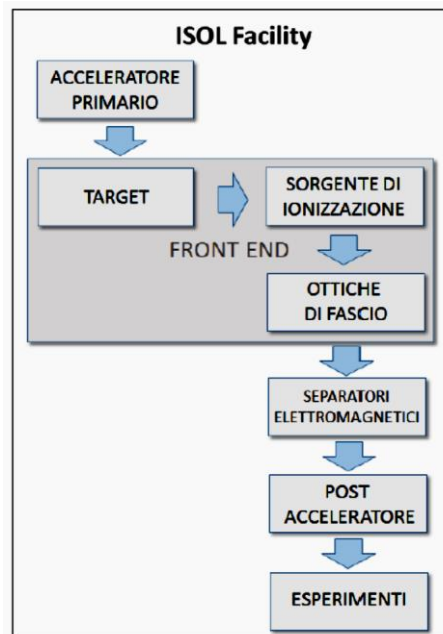 ISOL Facility
ACCELERATORE
PRIMARIO
TARGET
SORGENTE DI
IONIZZAZIONE
FRONT END
OTTICHE
DI FASCIO
SEPARATORI
ELETTROMAGNETICI
POST
ACCELERATORE
ESPERIMENTI